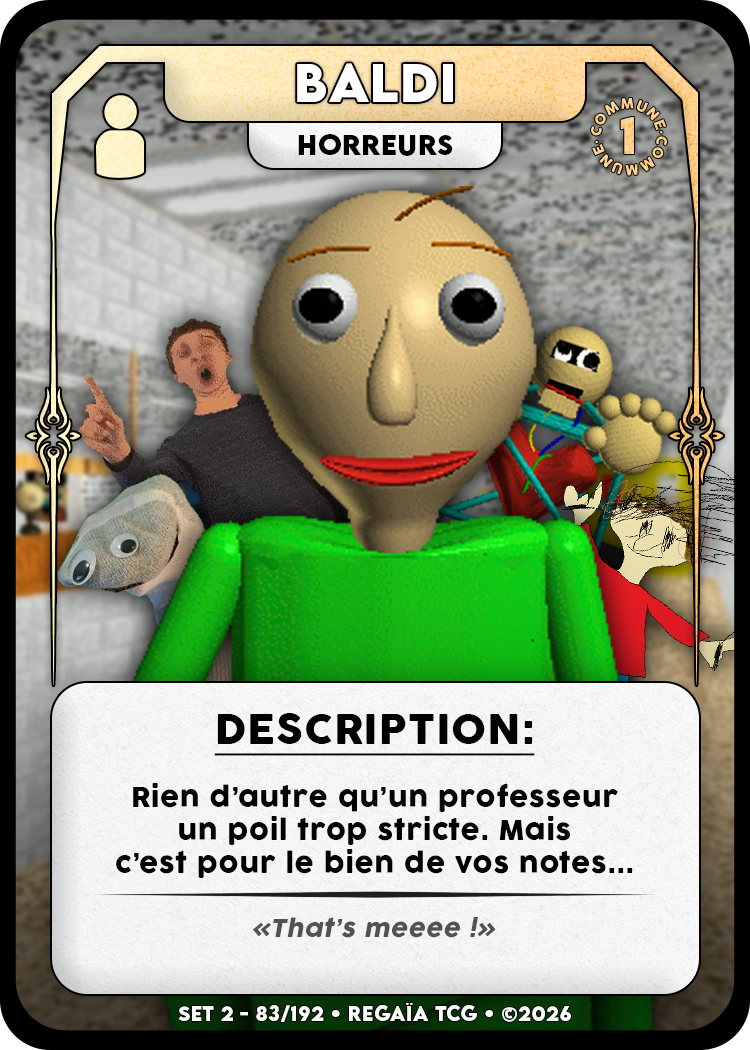 BALDI
HORREURS
COMMUNE•COMMUNE•
1
DESCRIPTION:
Rien d'autre qu'un professeur
un poil trop stricte. Mais
c'est pour le bien de vos notes...
«That's meeee !»
SET 2 - 83/192 • REGAÏA TCG • ©2026